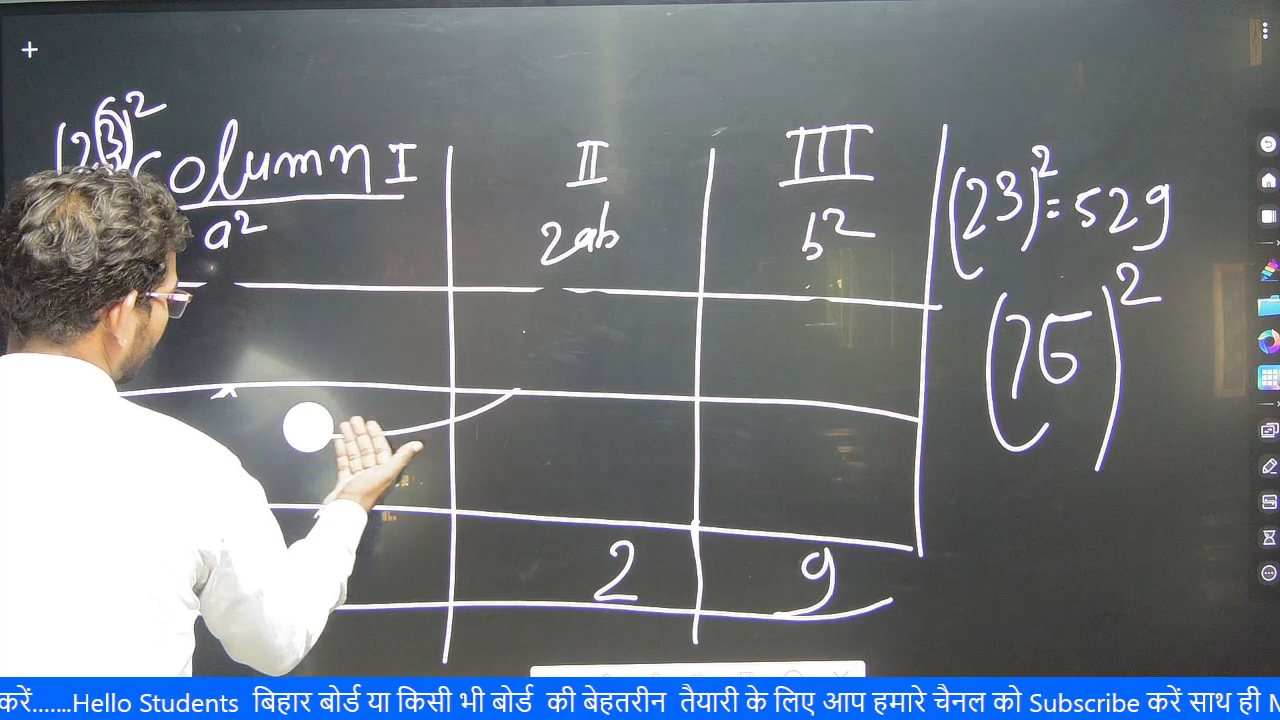 (23)²
Column I
II
III
a²
2ab
b²
(23)² = 529
(75)²
2
9
करें.......Hello Students बिहार बोर्ड या किसी भी बोर्ड की बेहतरीन तैयारी के लिए आप हमारे चैनल को Subscribe करें साथ ही